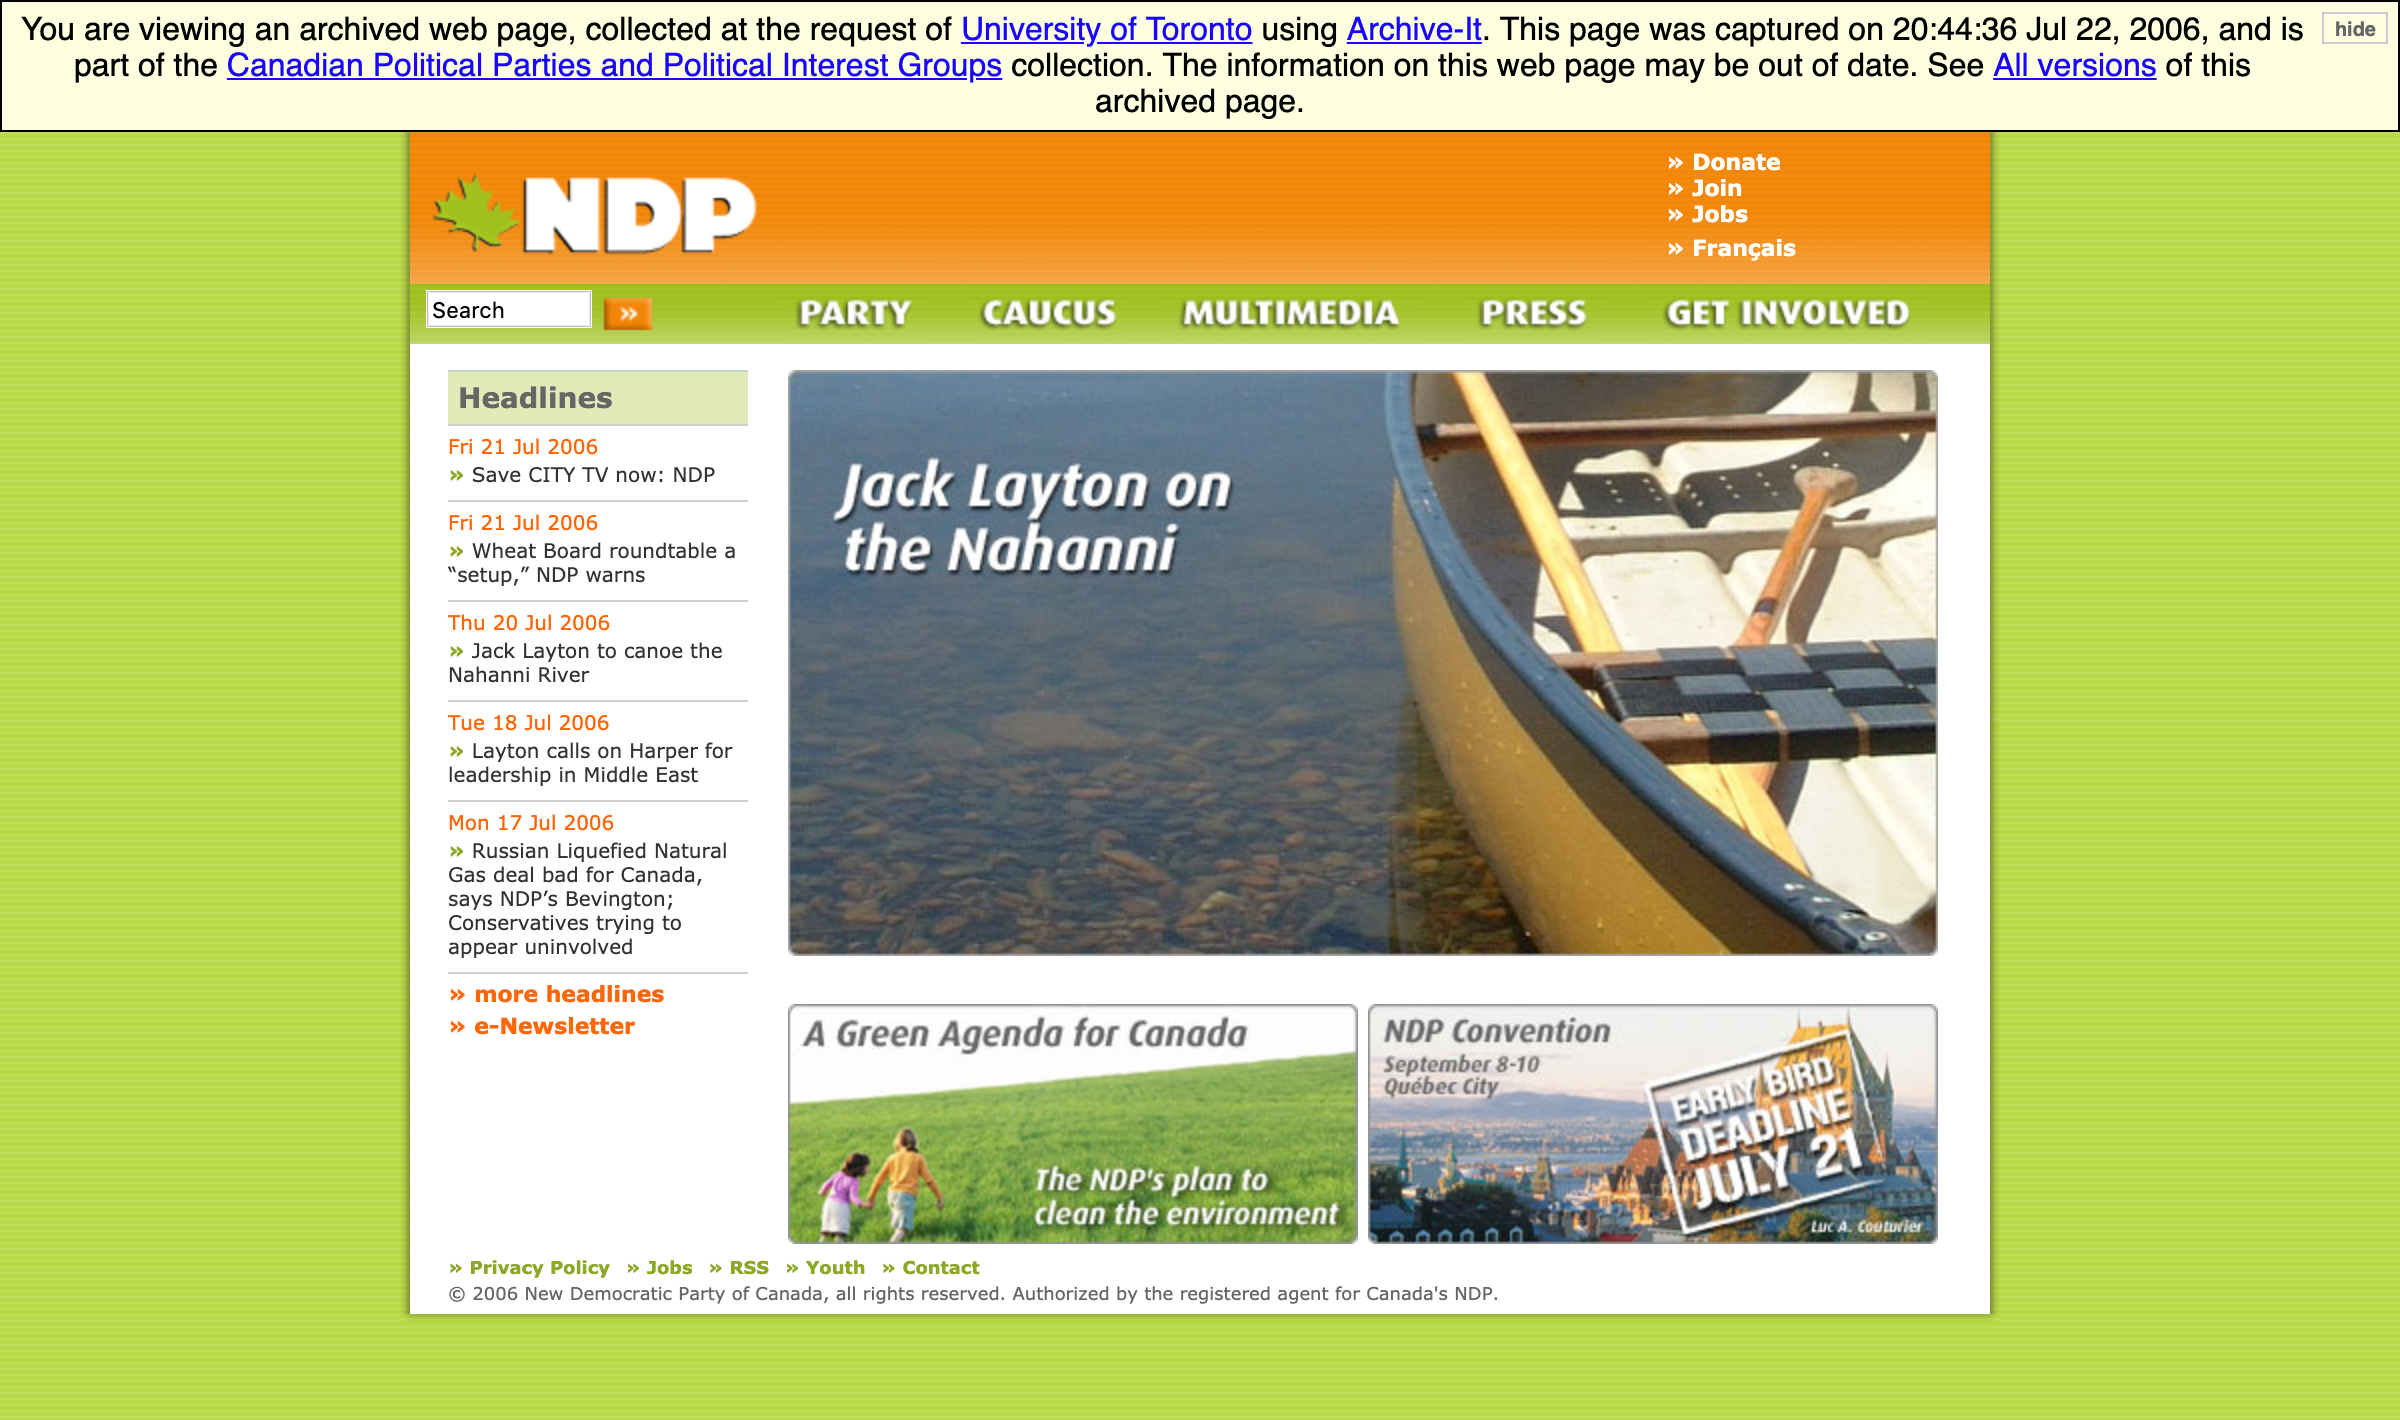 You are viewing an archived web page, collected at the request of University of Toronto using Archive-It. This page was captured on 20:44:36 Jul 22, 2006, and is
part of the Canadian Political Parties and Political Interest Groups collection. The information on this web page may be out of date. See All versions of this
archived page.
hide
NDP
» Donate
» Join
» Jobs
» Français
Search
»
PARTY CAUCUS MULTIMEDIA PRESS GET INVOLVED
Headlines
Fri 21 Jul 2006
» Save CITY TV now: NDP
Fri 21 Jul 2006
» Wheat Board roundtable a
“setup,” NDP warns
Thu 20 Jul 2006
» Jack Layton to canoe the
Nahanni River
Tue 18 Jul 2006
» Layton calls on Harper for
leadership in Middle East
Mon 17 Jul 2006
» Russian Liquefied Natural
Gas deal bad for Canada,
says NDP’s Bevington;
Conservatives trying to
appear uninvolved
» more headlines
» e-Newsletter
Jack Layton on
the Nahanni
A Green Agenda for Canada
The NDP's plan to
clean the environment
NDP Convention
September 8-10
Québec City
EARLY BIRD
DEADLINE
JULY 21
Luc A. Couturier
» Privacy Policy » Jobs » RSS » Youth » Contact
© 2006 New Democratic Party of Canada, all rights reserved. Authorized by the registered agent for Canada's NDP.